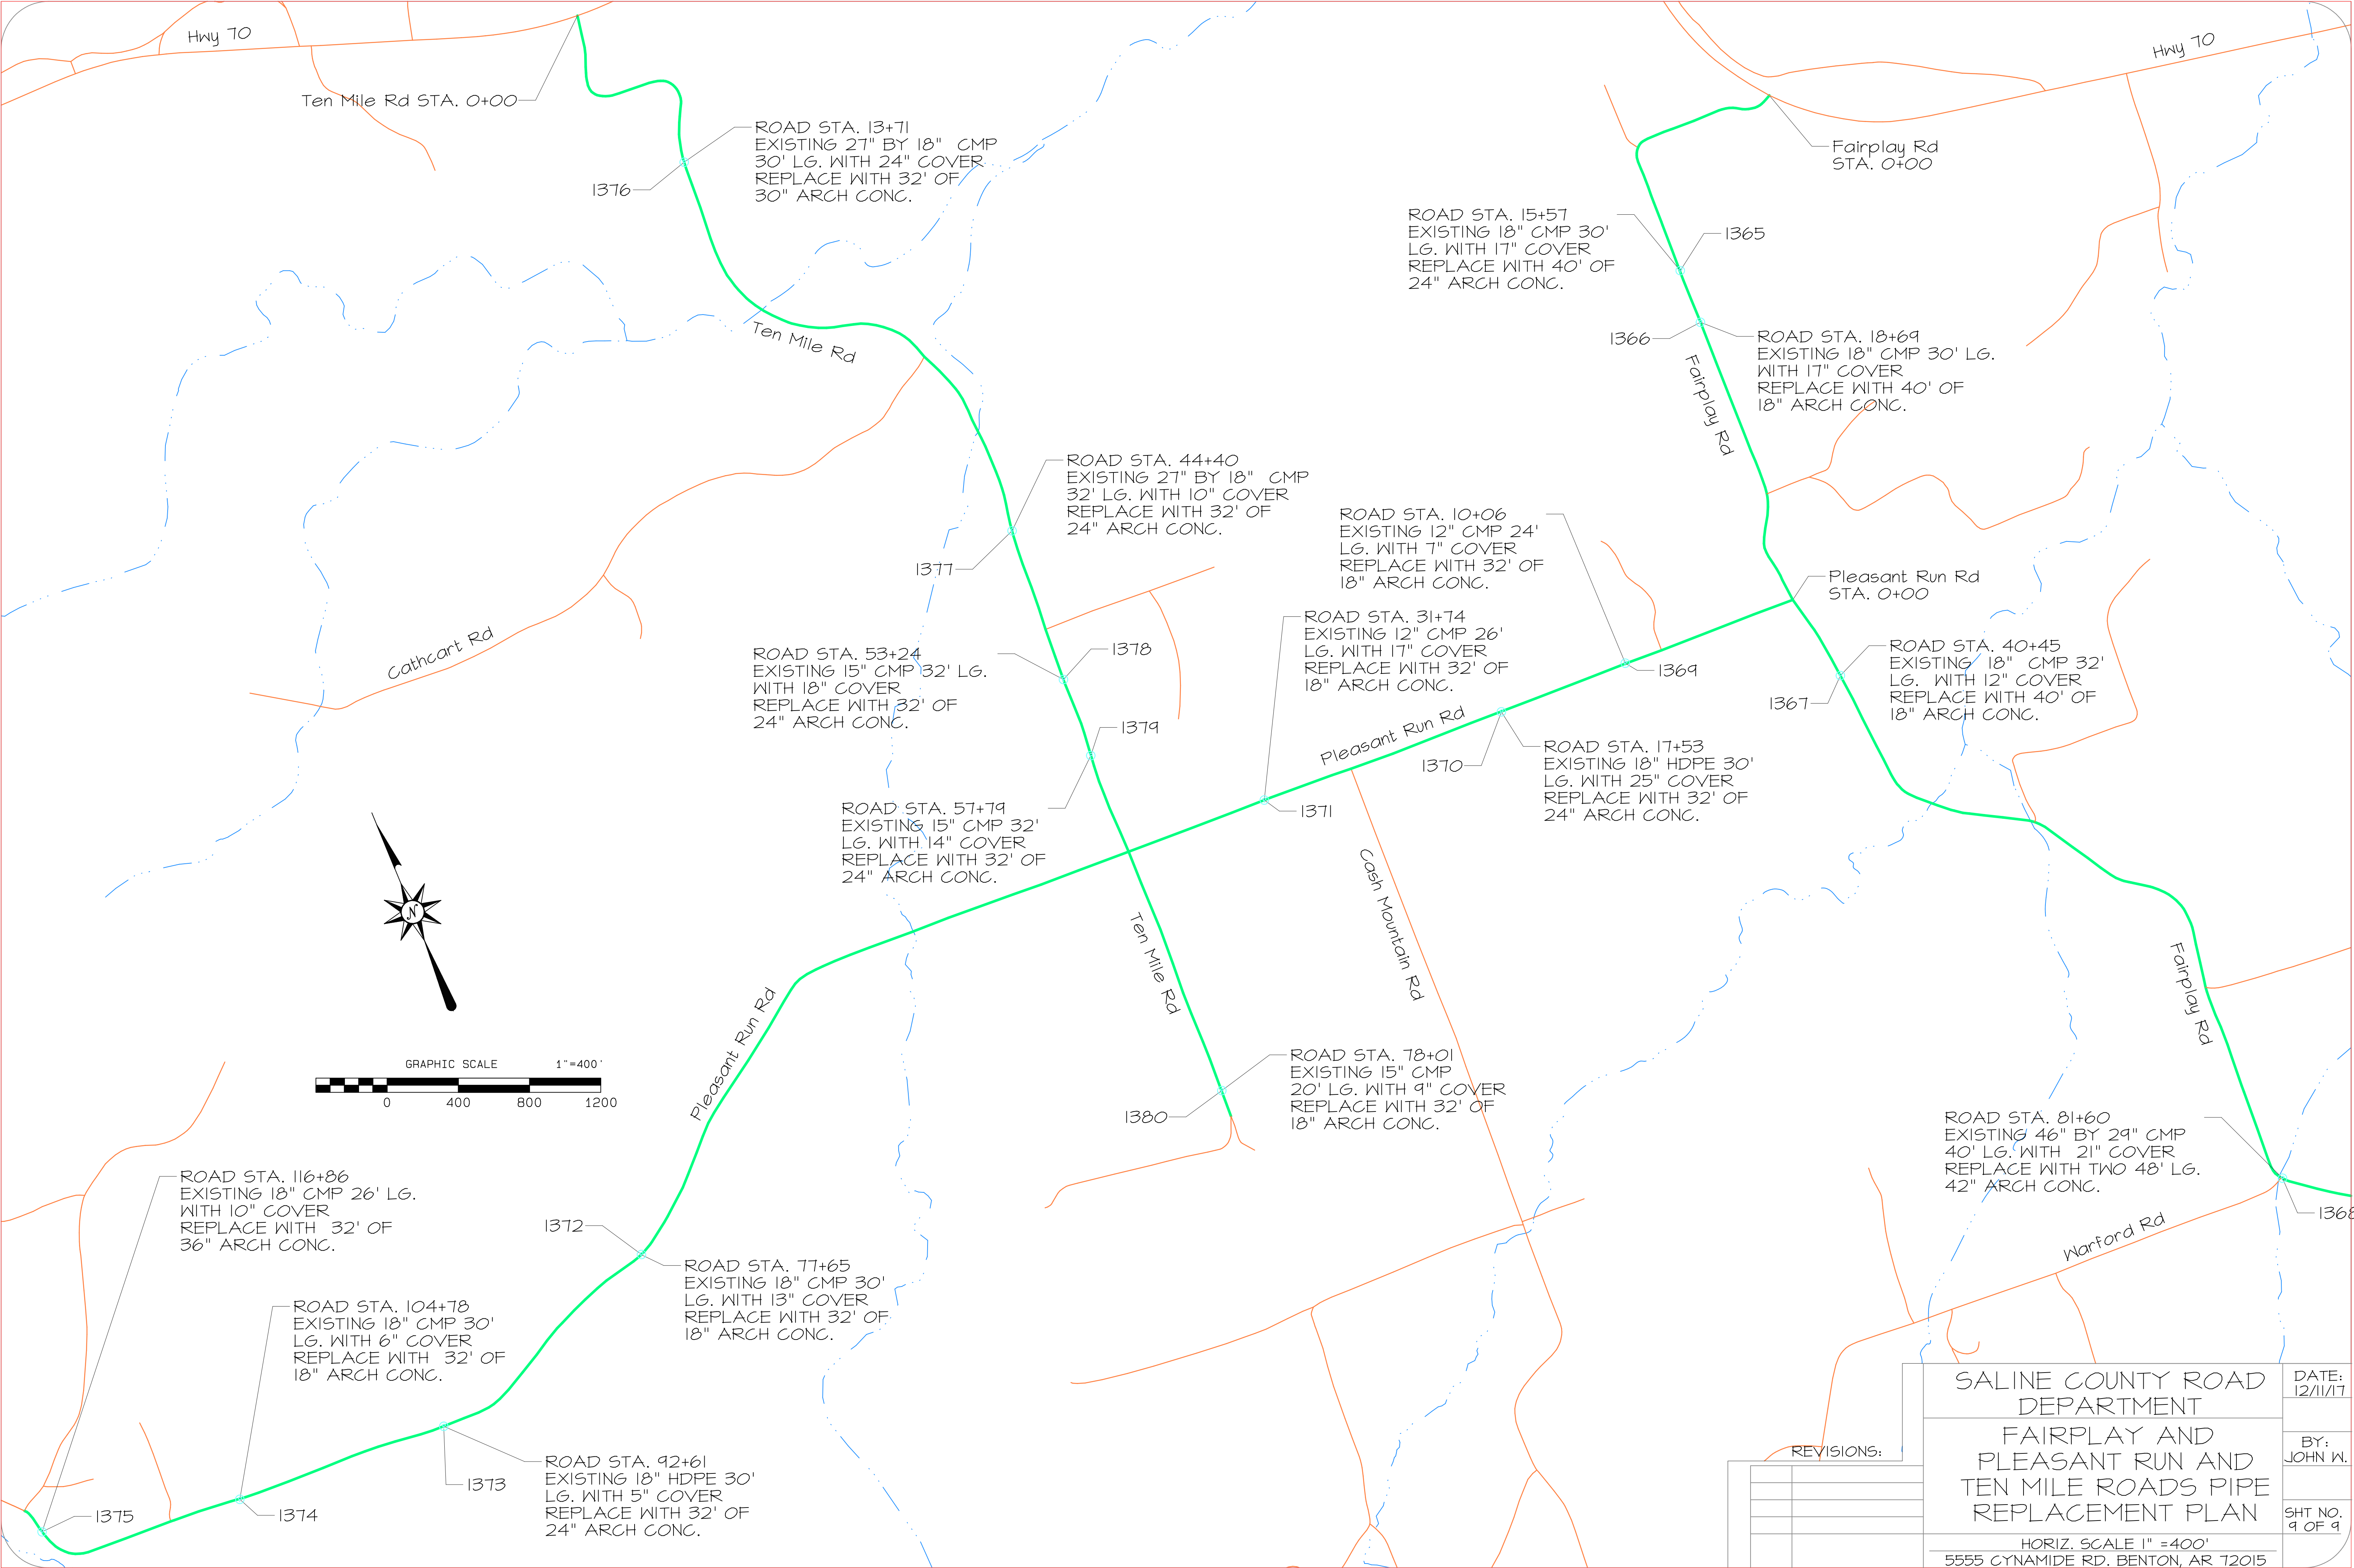 Hwy 70
Hwy 70
Ten Mile Rd STA. 0+00
ROAD STA. 13+71
EXISTING 27" BY 18" CMP
30' LG. WITH 24" COVER
REPLACE WITH 32' OF
30" ARCH CONC.
1376
Fairplay Rd
STA. 0+00
ROAD STA. 15+57
EXISTING 18" CMP 30'
LG. WITH 17" COVER
REPLACE WITH 40' OF
24" ARCH CONC.
1365
1366
ROAD STA. 18+69
EXISTING 18" CMP 30' LG.
WITH 17" COVER
REPLACE WITH 40' OF
18" ARCH CONC.
Ten Mile Rd
Fairplay Rd
ROAD STA. 44+40
EXISTING 27" BY 18" CMP
32' LG. WITH 10" COVER
REPLACE WITH 32' OF
24" ARCH CONC.
1377
ROAD STA. 10+06
EXISTING 12" CMP 24'
LG. WITH 7" COVER
REPLACE WITH 32' OF
18" ARCH CONC.
Pleasant Run Rd
STA. 0+00
ROAD STA. 31+74
EXISTING 12" CMP 26'
LG. WITH 17" COVER
REPLACE WITH 32' OF
18" ARCH CONC.
Cathcart Rd
ROAD STA. 53+24
EXISTING 15" CMP 32' LG.
WITH 18" COVER
REPLACE WITH 32' OF
24" ARCH CONC.
1378
1369
1367
ROAD STA. 40+45
EXISTING 18" CMP 32'
LG. WITH 12" COVER
REPLACE WITH 40' OF
18" ARCH CONC.
1379
Pleasant Run Rd
1370
ROAD STA. 17+53
EXISTING 18" HDPE 30'
LG. WITH 25" COVER
REPLACE WITH 32' OF
24" ARCH CONC.
ROAD STA. 57+79
EXISTING 15" CMP 32'
LG. WITH 14" COVER
REPLACE WITH 32' OF
24" ARCH CONC.
1371
N
Cash Mountain Rd
Ten Mile Rd
Fairplay Rd
Pleasant Run Rd
GRAPHIC SCALE 1"=400'
0 400 800 1200
ROAD STA. 78+01
EXISTING 15" CMP
20' LG. WITH 9" COVER
REPLACE WITH 32' OF
18" ARCH CONC.
1380
ROAD STA. 81+60
EXISTING 46" BY 29" CMP
40' LG. WITH 21" COVER
REPLACE WITH TWO 48' LG.
42" ARCH CONC.
1368
Warford Rd
ROAD STA. 116+86
EXISTING 18" CMP 26' LG.
WITH 10" COVER
REPLACE WITH 32' OF
36" ARCH CONC.
1372
ROAD STA. 77+65
EXISTING 18" CMP 30'
LG. WITH 13" COVER
REPLACE WITH 32' OF
18" ARCH CONC.
ROAD STA. 104+78
EXISTING 18" CMP 30'
LG. WITH 6" COVER
REPLACE WITH 32' OF
18" ARCH CONC.
ROAD STA. 92+61
EXISTING 18" HDPE 30'
LG. WITH 5" COVER
REPLACE WITH 32' OF
24" ARCH CONC.
1373
1374
1375
REVISIONS:
SALINE COUNTY ROAD
DEPARTMENT
FAIRPLAY AND
PLEASANT RUN AND
TEN MILE ROADS PIPE
REPLACEMENT PLAN
HORIZ. SCALE 1" =400'
5555 CYNAMIDE RD. BENTON, AR 72015
DATE:
12/11/17
BY:
JOHN W.
SHT NO.
9 OF 9